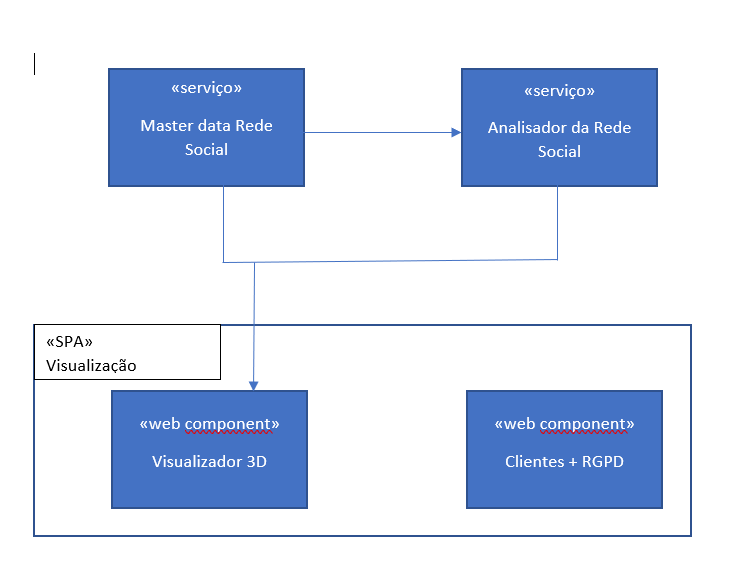 «serviço»
Master data Rede
Social
«serviço»
Analisador da Rede
Social
«SPA»
Visualização
«web component»
Visualizador 3D
«web component»
Clientes + RGPD